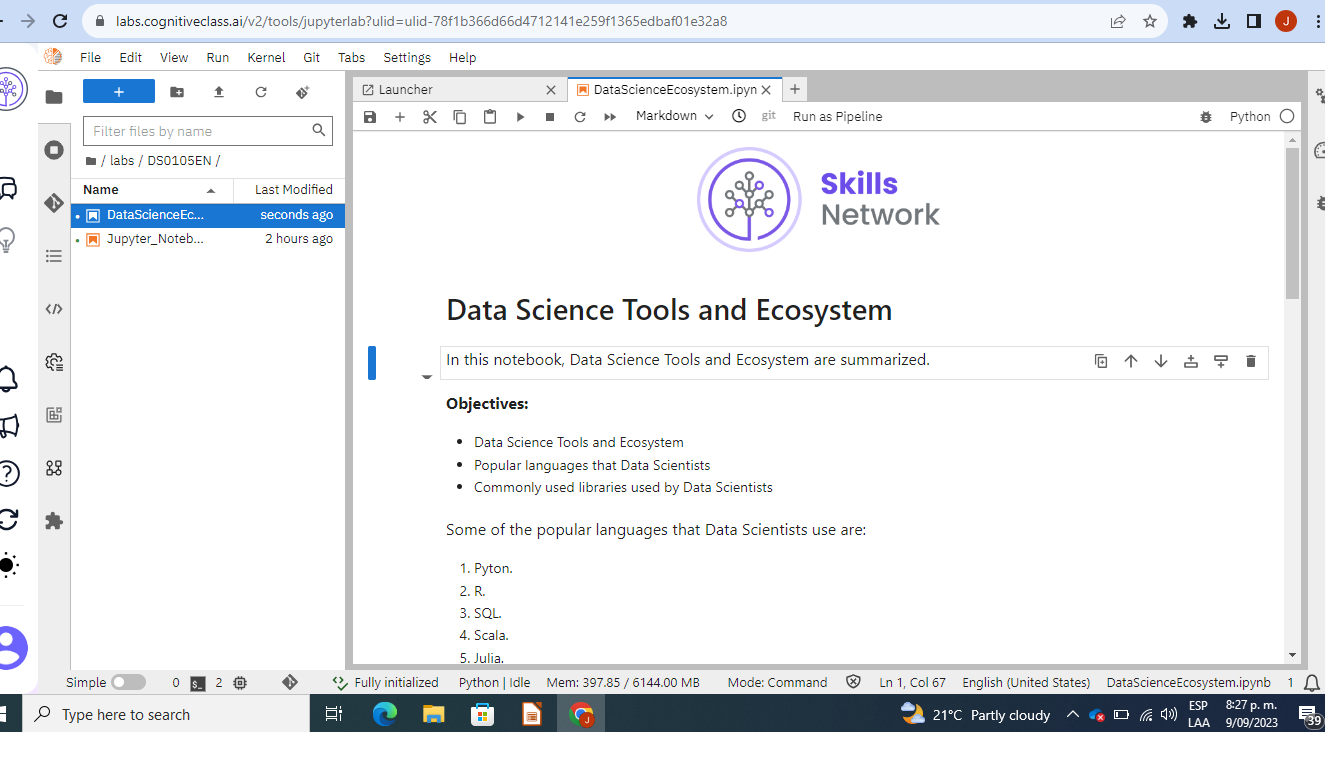 labs.cognitiveclass.ai/v2/tools/jupyterlab?ulid=ulid-78f1b366d66d4712141e259f1365edbaf01e32a8
J
File Edit View Run Kernel Git Tabs Settings Help
+
Filter files by name
/ labs / DS0105EN /
Name Last Modified
DataScienceEc... seconds ago
Jupyter_Noteb... 2 hours ago
Launcher
DataScienceEcosystem.ipyn
Markdown
git
Run as Pipeline
Python
Skills
Network
Data Science Tools and Ecosystem
In this notebook, Data Science Tools and Ecosystem are summarized.
Objectives:
• Data Science Tools and Ecosystem
• Popular languages that Data Scientists
• Commonly used libraries used by Data Scientists
Some of the popular languages that Data Scientists use are:
1. Pyton.
2. R.
3. SQL.
4. Scala.
5. Julia.
Simple 0 2 Fully initialized Python | Idle Mem: 397.85 / 6144.00 MB Mode: Command Ln 1, Col 67 English (United States) DataScienceEcosystem.ipynb 1
Type here to search
J
21°C Partly cloudy
ESP
LAA
8:27 p. m.
9/09/2023
39